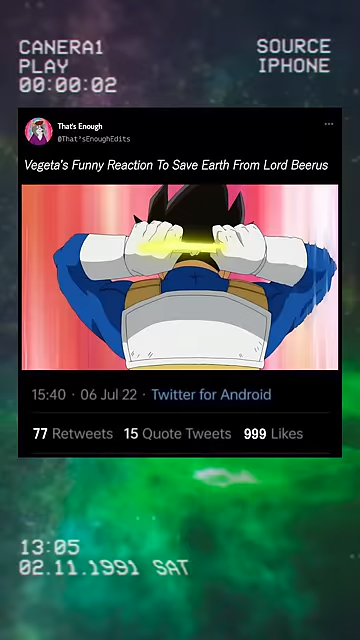 CANERA1
PLAY
00:00:02
SOURCE
IPHONE
That's Enough
@That'sEnoughEdits
Vegeta's Funny Reaction To Save Earth From Lord Beerus
15:40 · 06 Jul 22 · Twitter for Android
77 Retweets 15 Quote Tweets 999 Likes
13:05
02.11.1991 SAT